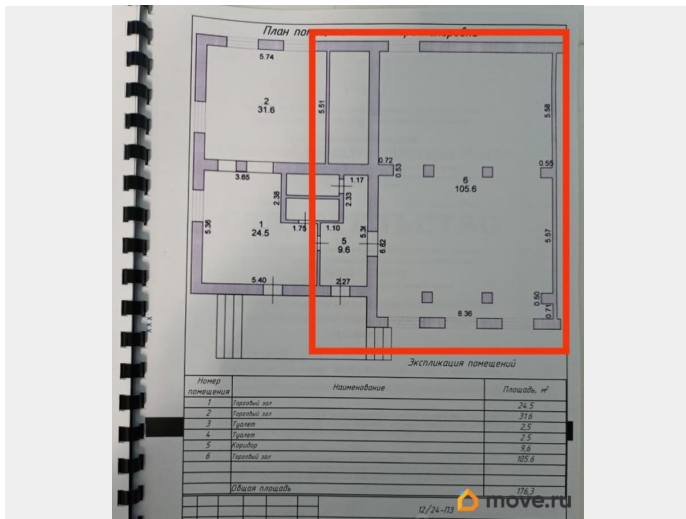 План
5.74
2
31.6
5.51
5.58
0.72
0.53
6
105.6
0.55
3.65
1.17
2.38
2.33
5.36
1
24.5
1.75
1.10
5
9.6
6.62
5.57
5.40
2.27
0.50
0.71
8.36
Экспликация помещений
Номер помещения
Наименование
Площадь, м²
1 Торговый зал 24.5
2 Торговый зал 31.6
3 Туалет 2,5
4 Туалет 2.5
5 Коридор 9,6
6 Торговый зал 105.6
Общая площадь 176,3
12/24-ПЗ
move.ru